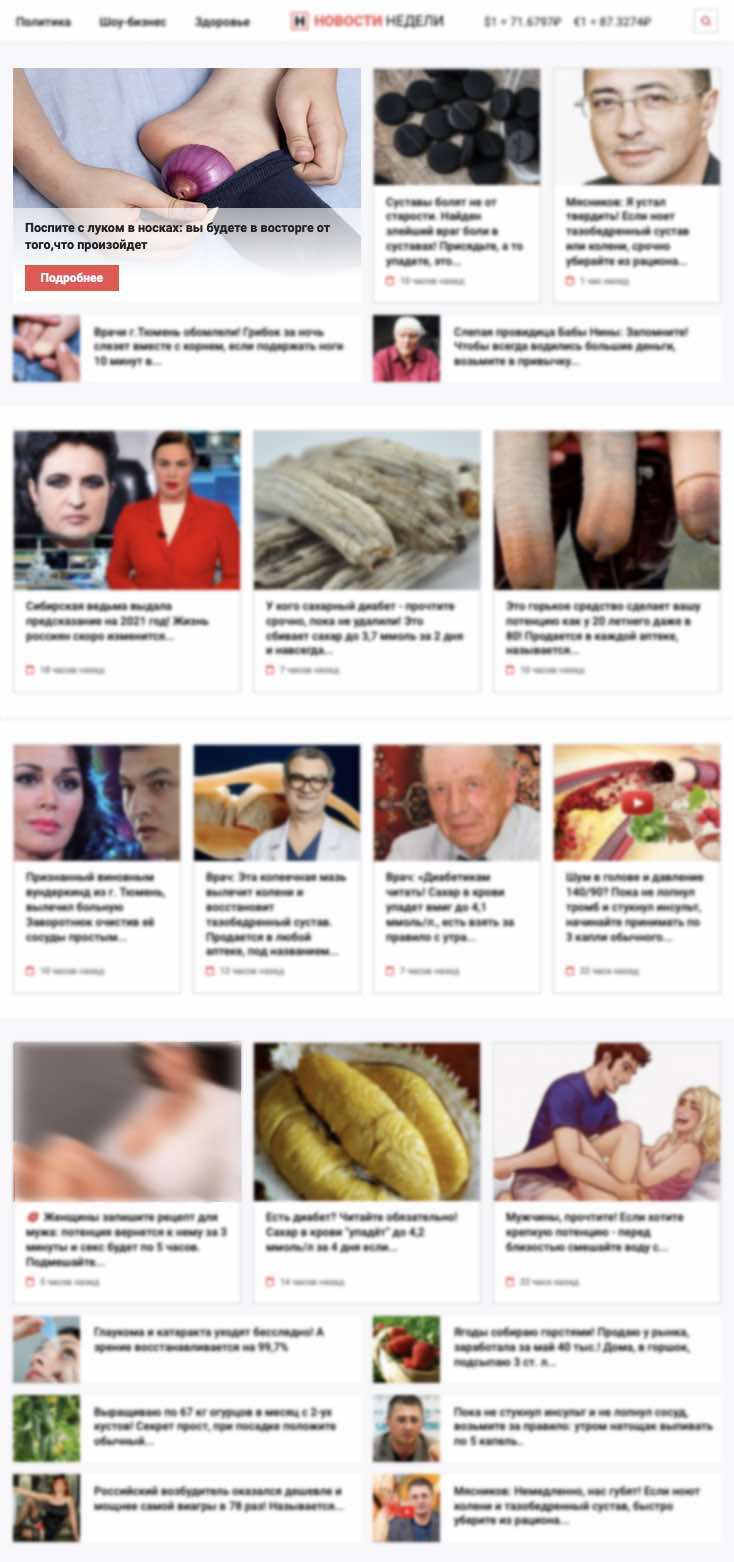 Политика Шоу-бизнес Здоровье Н НОВОСТИ НЕДЕЛИ $1 = 71.6797₽ €1 = 87.3274₽
Поспите с луком в носках: вы будете в восторге от
того,что произойдет
Подробнее
Суставы болят не от
старости. Найден
злейший враг боли в
суставах! Присядьте, а то
упадете, это...
10 часов назад
Мясников: Я устал
твердить! Если ноет
тазобедренный сустав
или колени, срочно
убирайте из рациона...
1 час назад
Врачи г.Тюмень обомлели! Грибок за ночь
слезет вместе с корнем, если подержать ноги
10 минут в...
Слепая провидица Бабы Нины: Запомните!
Чтобы всегда водились большие деньги,
возьмите в привычку...
Сибирская ведьма выдала
предсказание на 2021 год! Жизнь
россиян скоро изменится...
18 часов назад
У кого сахарный диабет - прочтите
срочно, пока не удалили! Это
сбивает сахар до 3,7 ммоль за 2 дня
и навсегда...
7 часов назад
Это горькое средство сделает вашу
потенцию как у 20 летнего даже в
80! Продается в каждой аптеке,
называется...
10 часов назад
Признанный виновным
вундеркинд из г. Тюмень,
вылечил больную
Заворотнюк очистив её
сосуды простым...
10 часов назад
Врач: Эта копеечная мазь
вылечит колени и
восстановит
тазобедренный сустав.
Продается в любой
аптеке, под названием...
12 часов назад
Врач: «Диабетикам
читать! Сахар в крови
упадет вмиг до 4,1
ммоль/л., есть взять за
правило с утра...
7 часов назад
Шум в голове и давление
140/90? Пока не лопнул
тромб и стукнул инсульт,
начинайте принимать по
3 капли обычного...
22 часа назад
Женщины запишите рецепт для
мужа: потенция вернется к нему за 3
минуты и секс будет по 5 часов.
Подмешайте...
5 часов назад
Есть диабет? Читайте обязательно!
Сахар в крови "упадёт" до 4,2
ммоль/л за 4 дня если...
14 часов назад
Мужчины, прочтите! Если хотите
крепкую потенцию - перед
близостью смешайте воду с...
22 часа назад
Глаукома и катаракта уходят бесследно! А
зрение восстанавливается на 99,7%
Ягоды собираю горстями! Продаю у рынка,
заработала за май 40 тыс.! Дома, в горшок,
подсыпаю 3 ст. л...
Выращиваю по 67 кг огурцов в месяц с 2-ух
кустов! Секрет прост, при посадке положите
обычный...
Пока не стукнул инсульт и не лопнул сосуд,
возьмите за правило: утром натощак выпивать
по 5 капель..
Российский возбудитель оказался дешевле и
мощнее самой виагры в 78 раз! Называется...
Мясников: Немедленно, нас губят! Если ноют
колени и тазобедренный сустав, быстро
уберите из рациона...